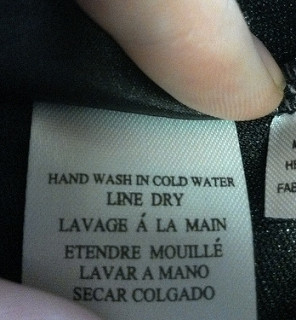 HAND WASH IN COLD WATER
LINE DRY
LAVAGE Á LA MAIN
ETENDRE MOUILLÉ
LAVAR A MANO
SECAR COLGADO